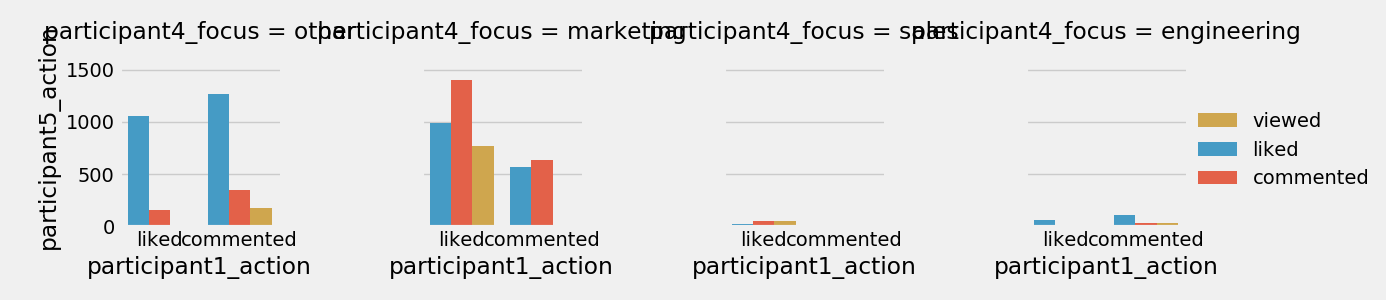 participant4_focus = other
participant4_focus = marketing
participant4_focus = sales
participant4_focus = engineering
participant5_action
1500
1000
500
0
liked
commented
liked
commented
liked
commented
liked
commented
participant1_action
participant1_action
participant1_action
participant1_action
viewed
liked
commented